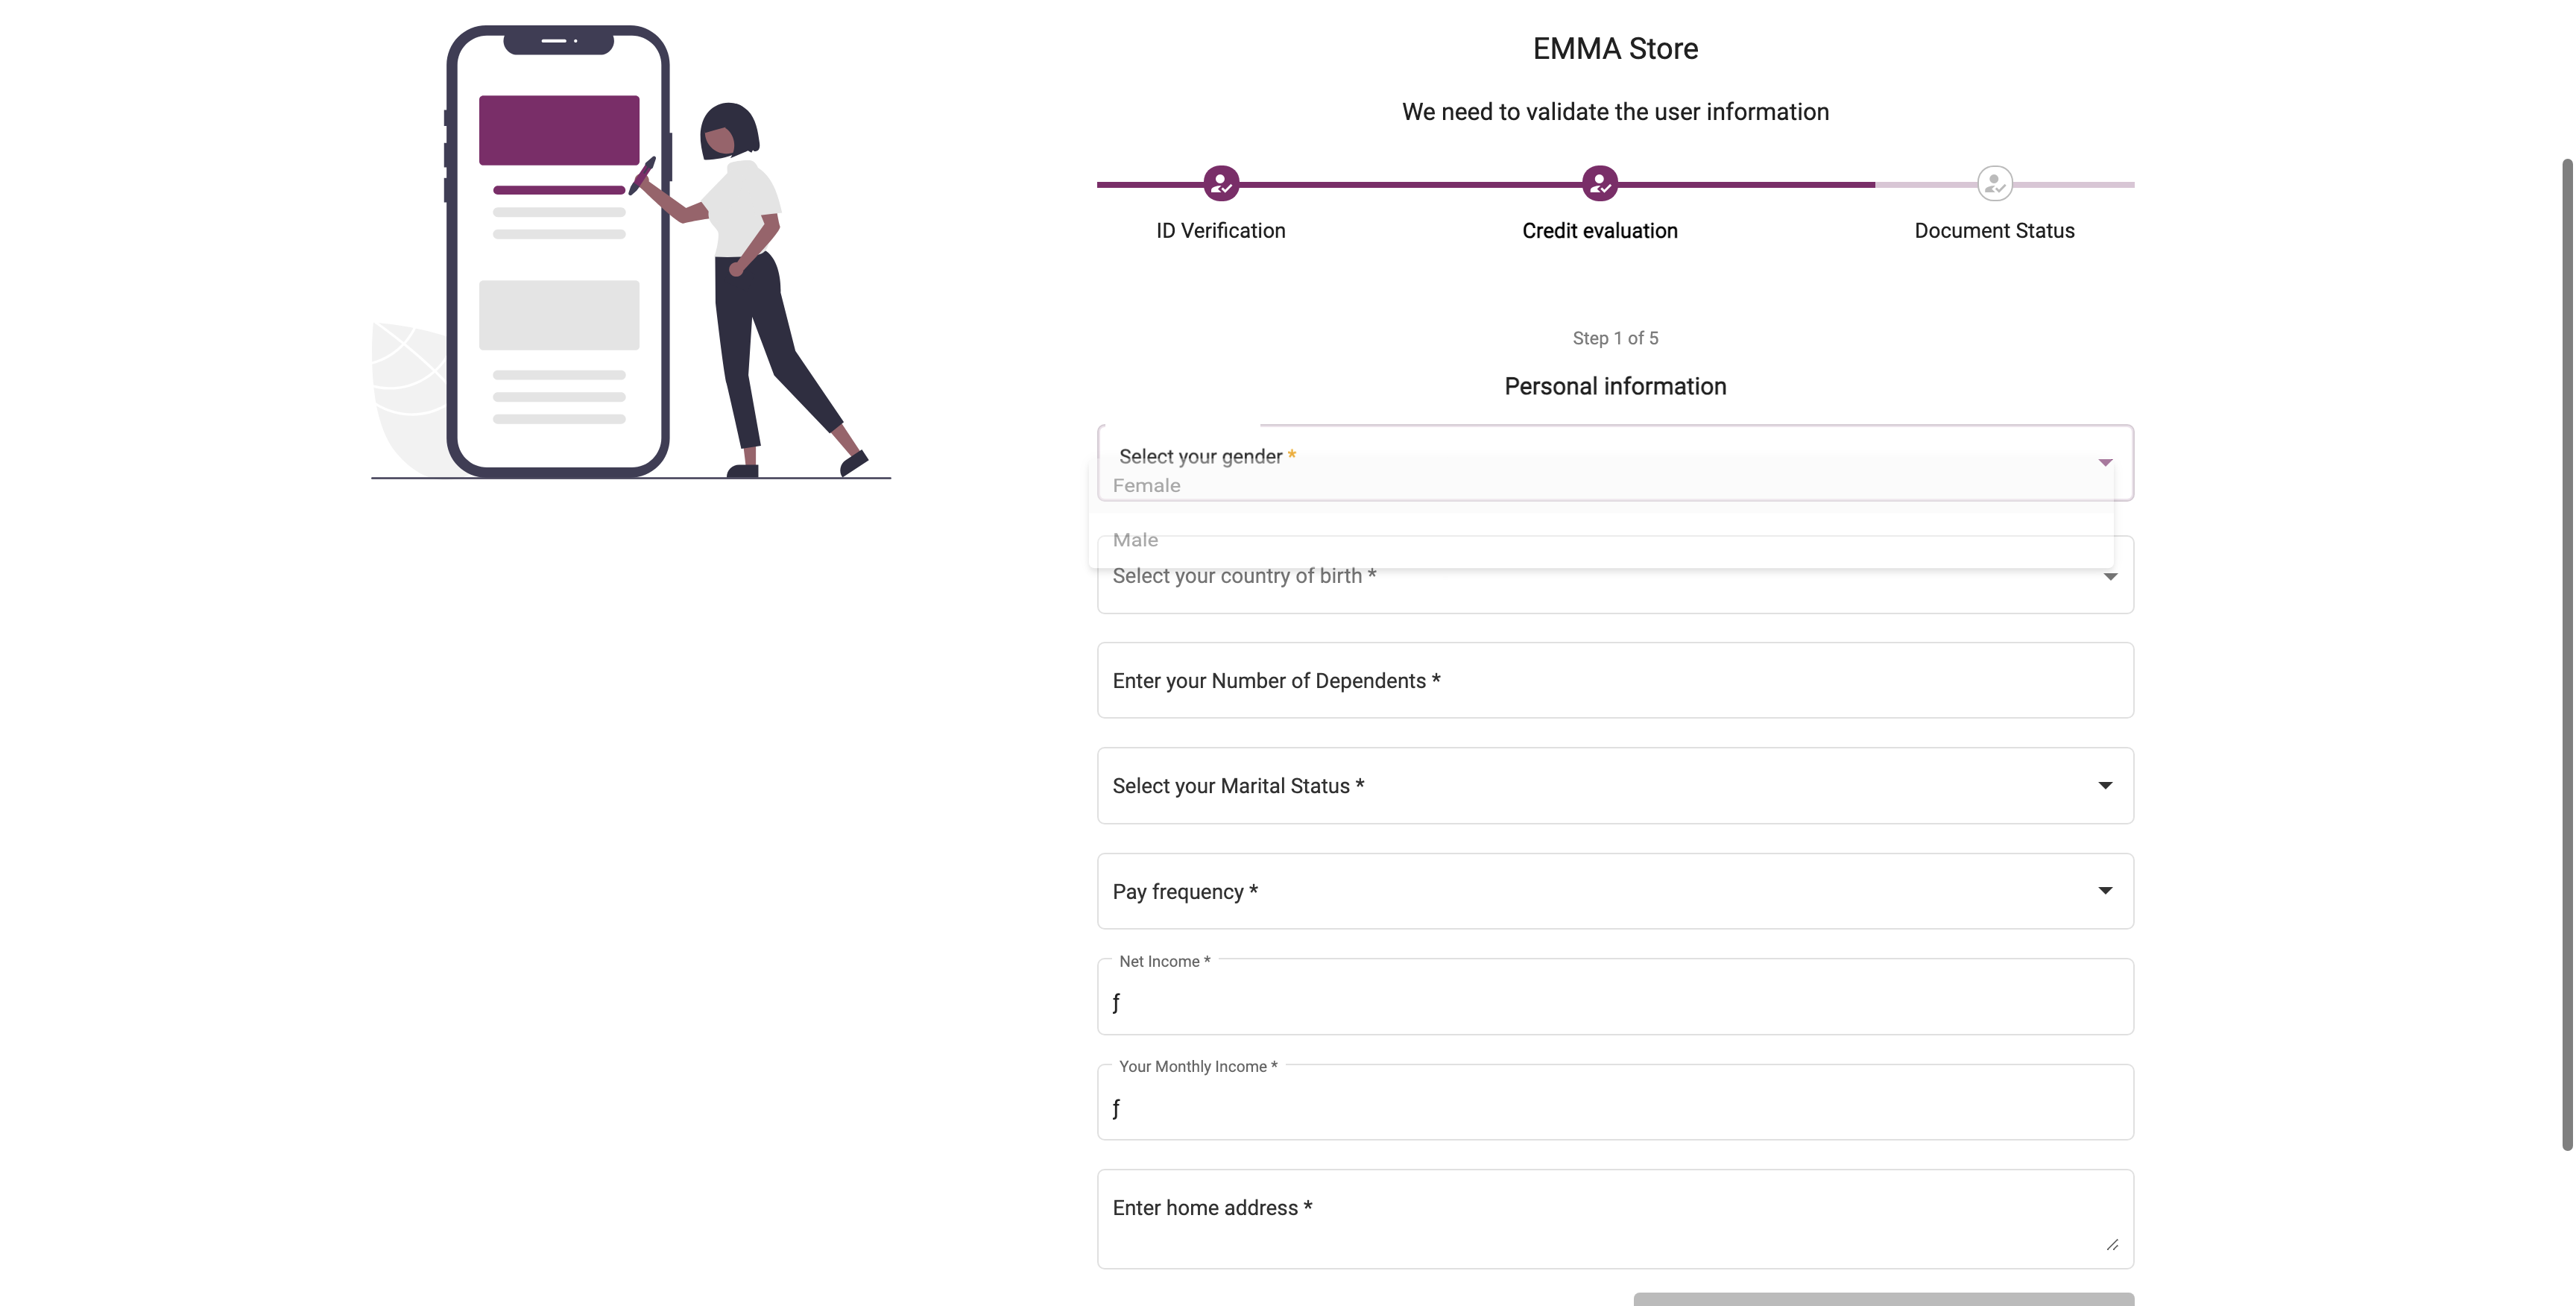 EMMA Store
We need to validate the user information
ID Verification
Credit evaluation
Document Status
Step 1 of 5
Personal information
Select your gender *
Female
Male
Select your country of birth *
Enter your Number of Dependents *
Select your Marital Status *
Pay frequency *
Net Income *
ƒ
Your Monthly Income *
ƒ
Enter home address *